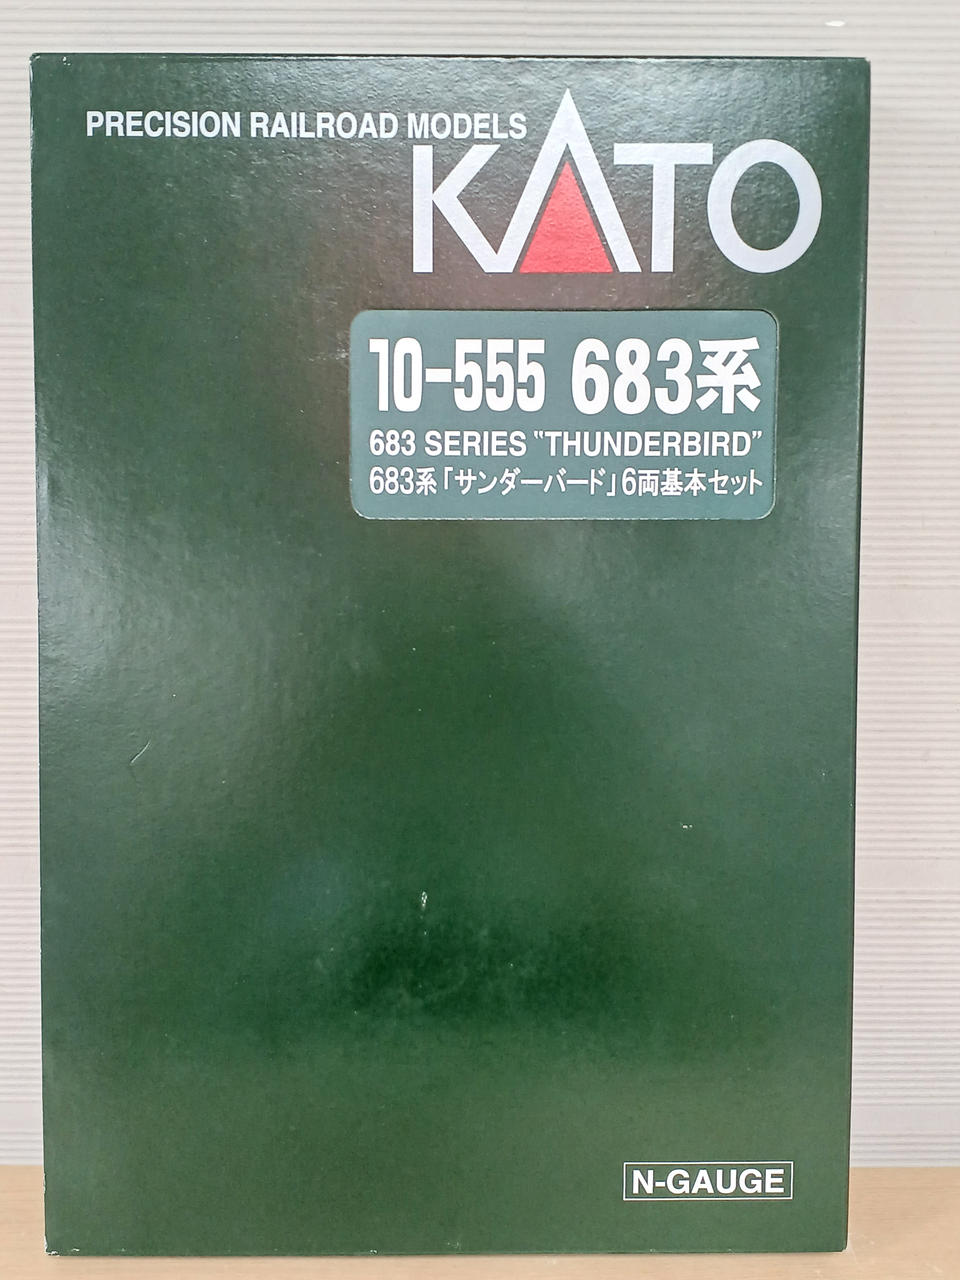 PRECISION RAILROAD MODELS
KATO
10-555 683系
683 SERIES “THUNDERBIRD”
683系「サンダーバード」6両基本セット
N-GAUGE